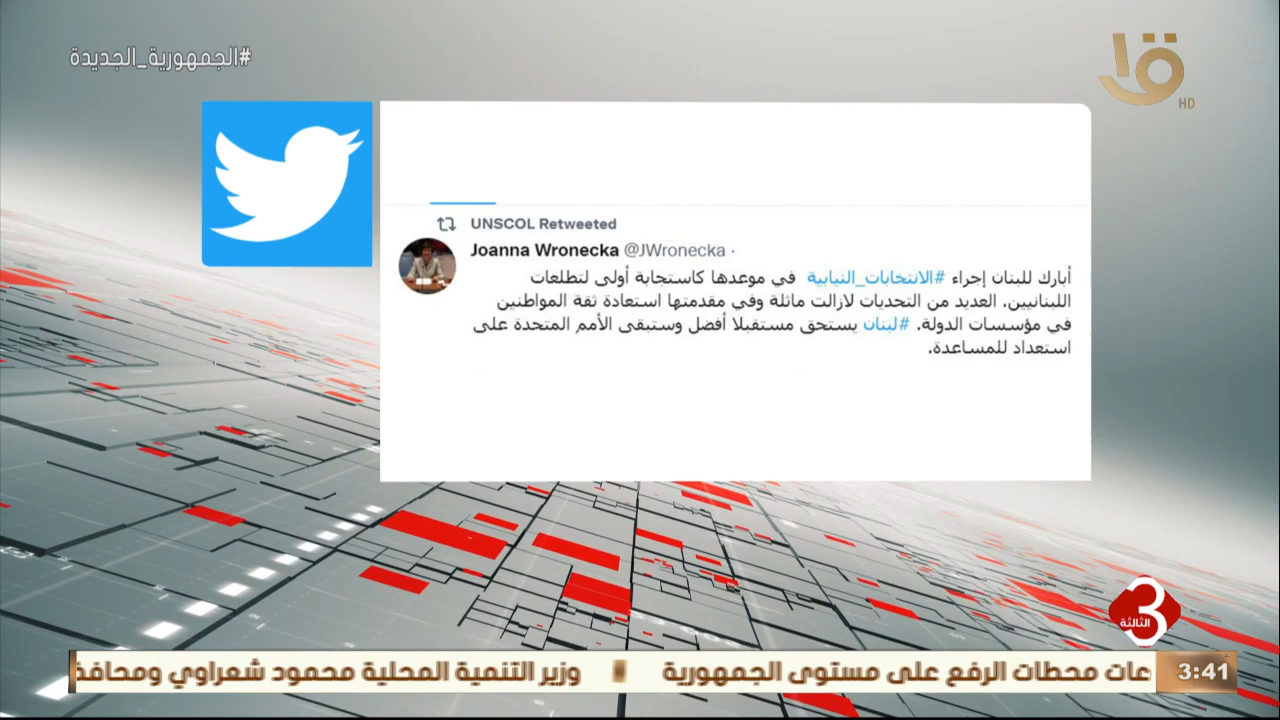 #الجمهورية_الجديدة
HD
UNSCOL Retweeted
Joanna Wronecka @JWronecka ·
أبارك للبنان إجراء #الانتخابات_النيابية في موعدها كاستجابة أولى لتطلعات
اللبنانيين. العديد من التحديات لازالت ماثلة وفي مقدمتها استعادة ثقة المواطنين
في مؤسسات الدولة. #لبنان يستحق مستقبلا أفضل وستبقى الأمم المتحدة على
استعداد للمساعدة.
3
الثالثة
3:41
عات محطات الرفع على مستوى الجمهورية وزير التنمية المحلية محمود شعراوي ومحافظ